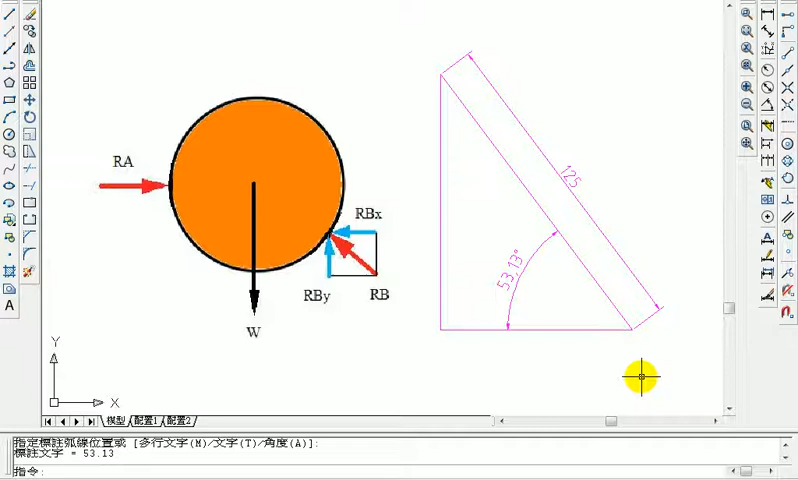 RA
RBx
RBy
RB
W
125
53,13°
Y
X
A
模型 配置1 配置2
指定標註弧線位置或 [多行文字(M)/文字(T)/角度(A)]:
標註文字 = 53.13
指令: